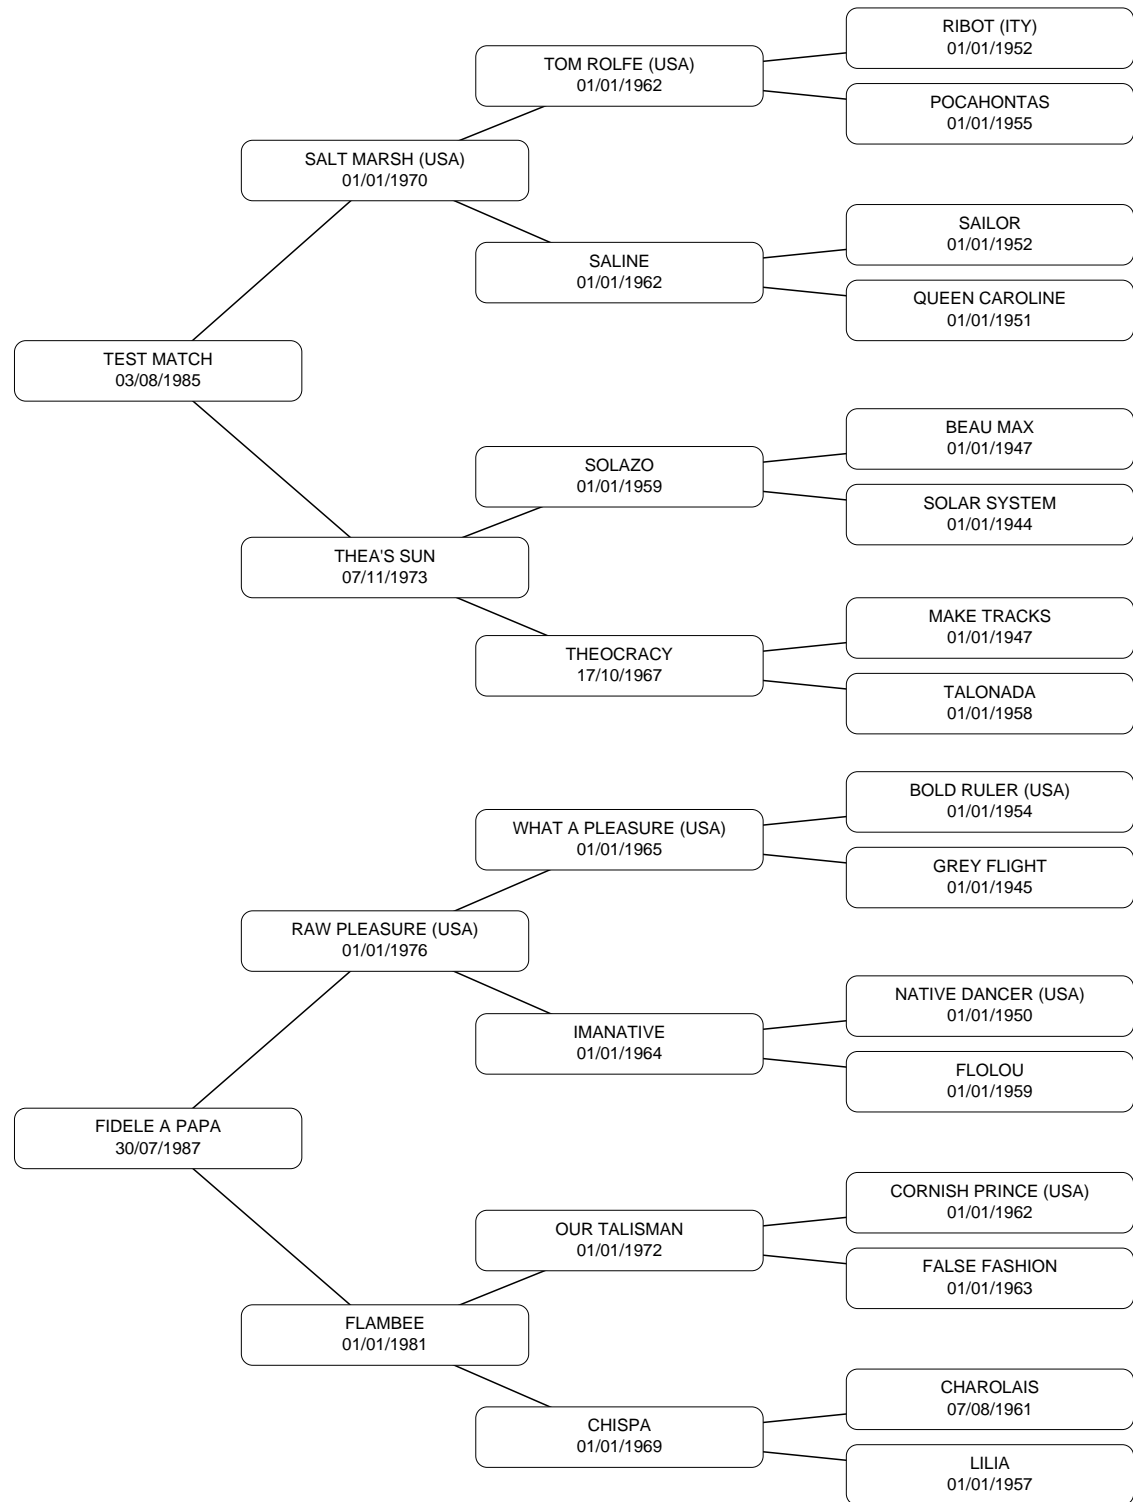 RIBOT (ITY)
01/01/1952
TOM ROLFE (USA)
01/01/1962
POCAHONTAS
01/01/1955
SALT MARSH (USA)
01/01/1970
SAILOR
01/01/1952
SALINE
01/01/1962
QUEEN CAROLINE
01/01/1951
TEST MATCH
03/08/1985
BEAU MAX
01/01/1947
SOLAZO
01/01/1959
SOLAR SYSTEM
01/01/1944
THEA'S SUN
07/11/1973
MAKE TRACKS
01/01/1947
THEOCRACY
17/10/1967
TALONADA
01/01/1958
BOLD RULER (USA)
01/01/1954
WHAT A PLEASURE (USA)
01/01/1965
GREY FLIGHT
01/01/1945
RAW PLEASURE (USA)
01/01/1976
NATIVE DANCER (USA)
01/01/1950
IMANATIVE
01/01/1964
FLOLOU
01/01/1959
FIDELE A PAPA
30/07/1987
CORNISH PRINCE (USA)
01/01/1962
OUR TALISMAN
01/01/1972
FALSE FASHION
01/01/1963
FLAMBEE
01/01/1981
CHAROLAIS
07/08/1961
CHISPA
01/01/1969
LILIA
01/01/1957